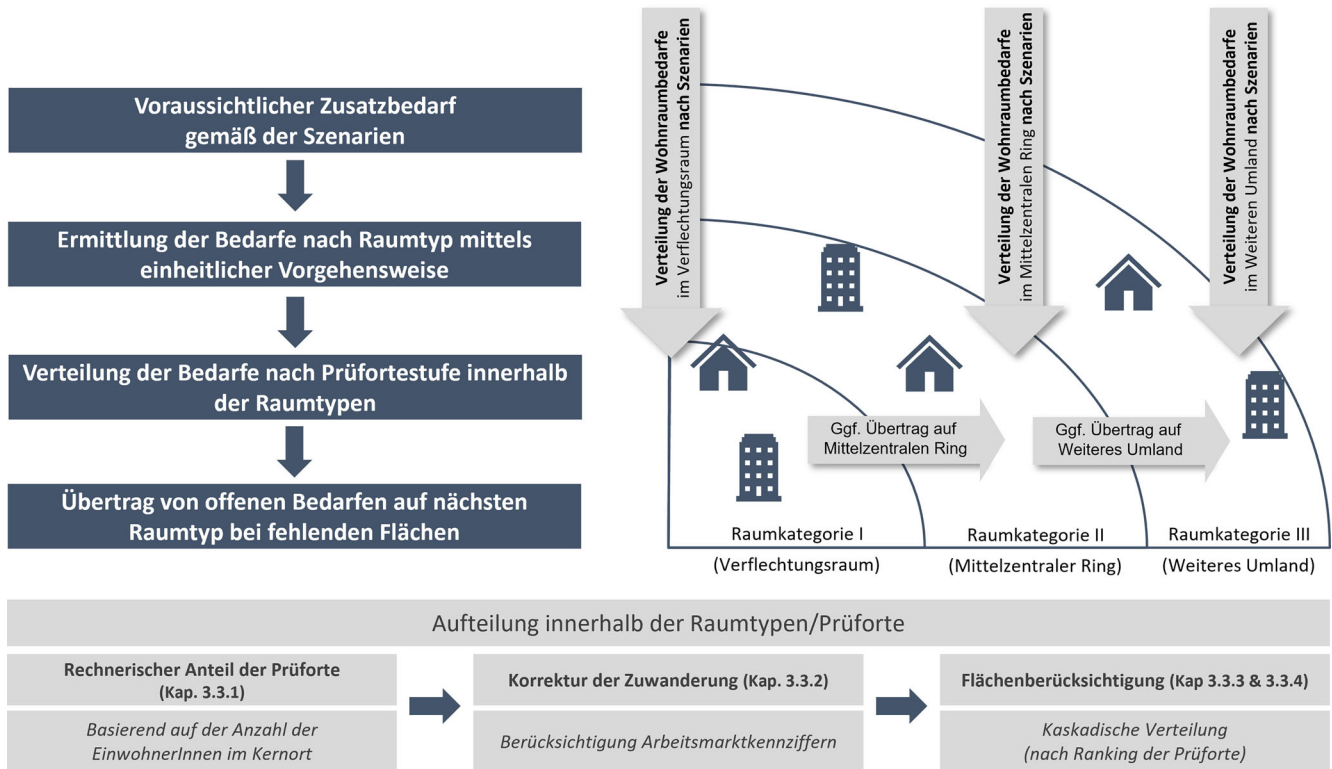 Voraussichtlicher Zusatzbedarf
gemäß der Szenarien
Ermittlung der Bedarfe nach Raumtyp mittels
einheitlicher Vorgehensweise
Verteilung der Bedarfe nach Prüfortestufe innerhalb
der Raumtypen
Übertrag von offenen Bedarfen auf nächsten
Raumtyp bei fehlenden Flächen
Verteilung der Wohnraumbedarfe
im Verflechtungsraum nach Szenarien
Verteilung der Wohnraumbedarfe
im Mittelzentralen Ring nach Szenarien
Verteilung der Wohnraumbedarfe
im Weiteren Umland nach Szenarien
Ggf. Übertrag auf
Mittelzentralen Ring
Ggf. Übertrag auf
Weiteres Umland
Raumkategorie I
(Verflechtungsraum)
Raumkategorie II
(Mittelzentraler Ring)
Raumkategorie III
(Weiteres Umland)
Aufteilung innerhalb der Raumtypen/Prüforte
Rechnerischer Anteil der Prüforte
(Kap. 3.3.1)
Basierend auf der Anzahl der
EinwohnerInnen im Kernort
Korrektur der Zuwanderung (Kap. 3.3.2)
Berücksichtigung Arbeitsmarktkennziffern
Flächenberücksichtigung (Kap 3.3.3 & 3.3.4)
Kaskadische Verteilung
(nach Ranking der Prüforte)